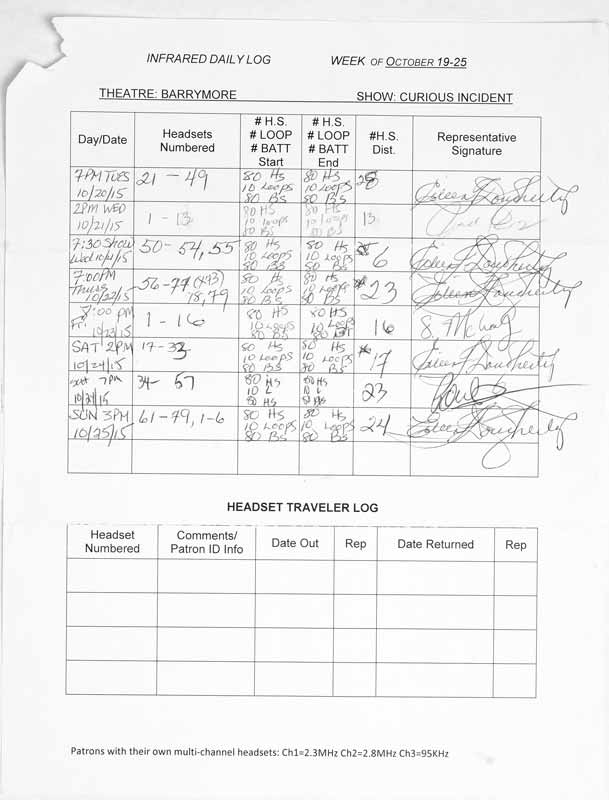 INFRARED DAILY LOG WEEK OF OCTOBER 19-25
THEATRE: BARRYMORE SHOW: CURIOUS INCIDENT
Day/Date Headsets Numbered # H.S. # LOOP # BATT Start # H.S. # LOOP # BATT End #H.S. Dist. Representative Signature
7PM TUES 10/20/15 21 - 49 80 HS 10 Loops 80 BS 80 HS 10 Loops 80 BS 28 Eileen F Dougherty
2PM WED 10/21/15 1 - 13 80 HS 10 loops 80 BS 80 HS 10 loops 80 BS 13
7:30 Show Wed 10/21/15 50 - 54, 55 80 HS 10 Loops 80 BS 80 HS 10 Loops 80 BS 6 Eileen F Dougherty
7:00PM Thurs 10/22/15 56-77 (x73) 78, 79 80 HS 10 Loops 80 BS 80 HS 10 Loops 80 BS 23 Eileen F Dougherty
8:00 PM Fri. 10/23/15 1 - 16 80 HS 10 Loops 80 BS 80 HS 10 Loops 80 16 S.
SAT 2PM 10/24/15 17-33 80 HS 10 Loops 80 BS 80 HS 10 Loops 80 BS 17 Eileen F Dougherty
Sat 7PM 10/24/15 34- 57 80 HS 10 L 80 HS 80 HS 10 L 80 HS 23
SUN 3PM 10/25/15 61-79, 1-6 80 HS 10 Loops 80 BS 80 HS 10 Loops 80 BS 24 Eileen F Dougherty
HEADSET TRAVELER LOG
Headset Numbered Comments/ Patron ID Info Date Out Rep Date Returned Rep
Patrons with their own multi-channel headsets: Ch1=2.3MHz Ch2=2.8MHz Ch3=95KHz